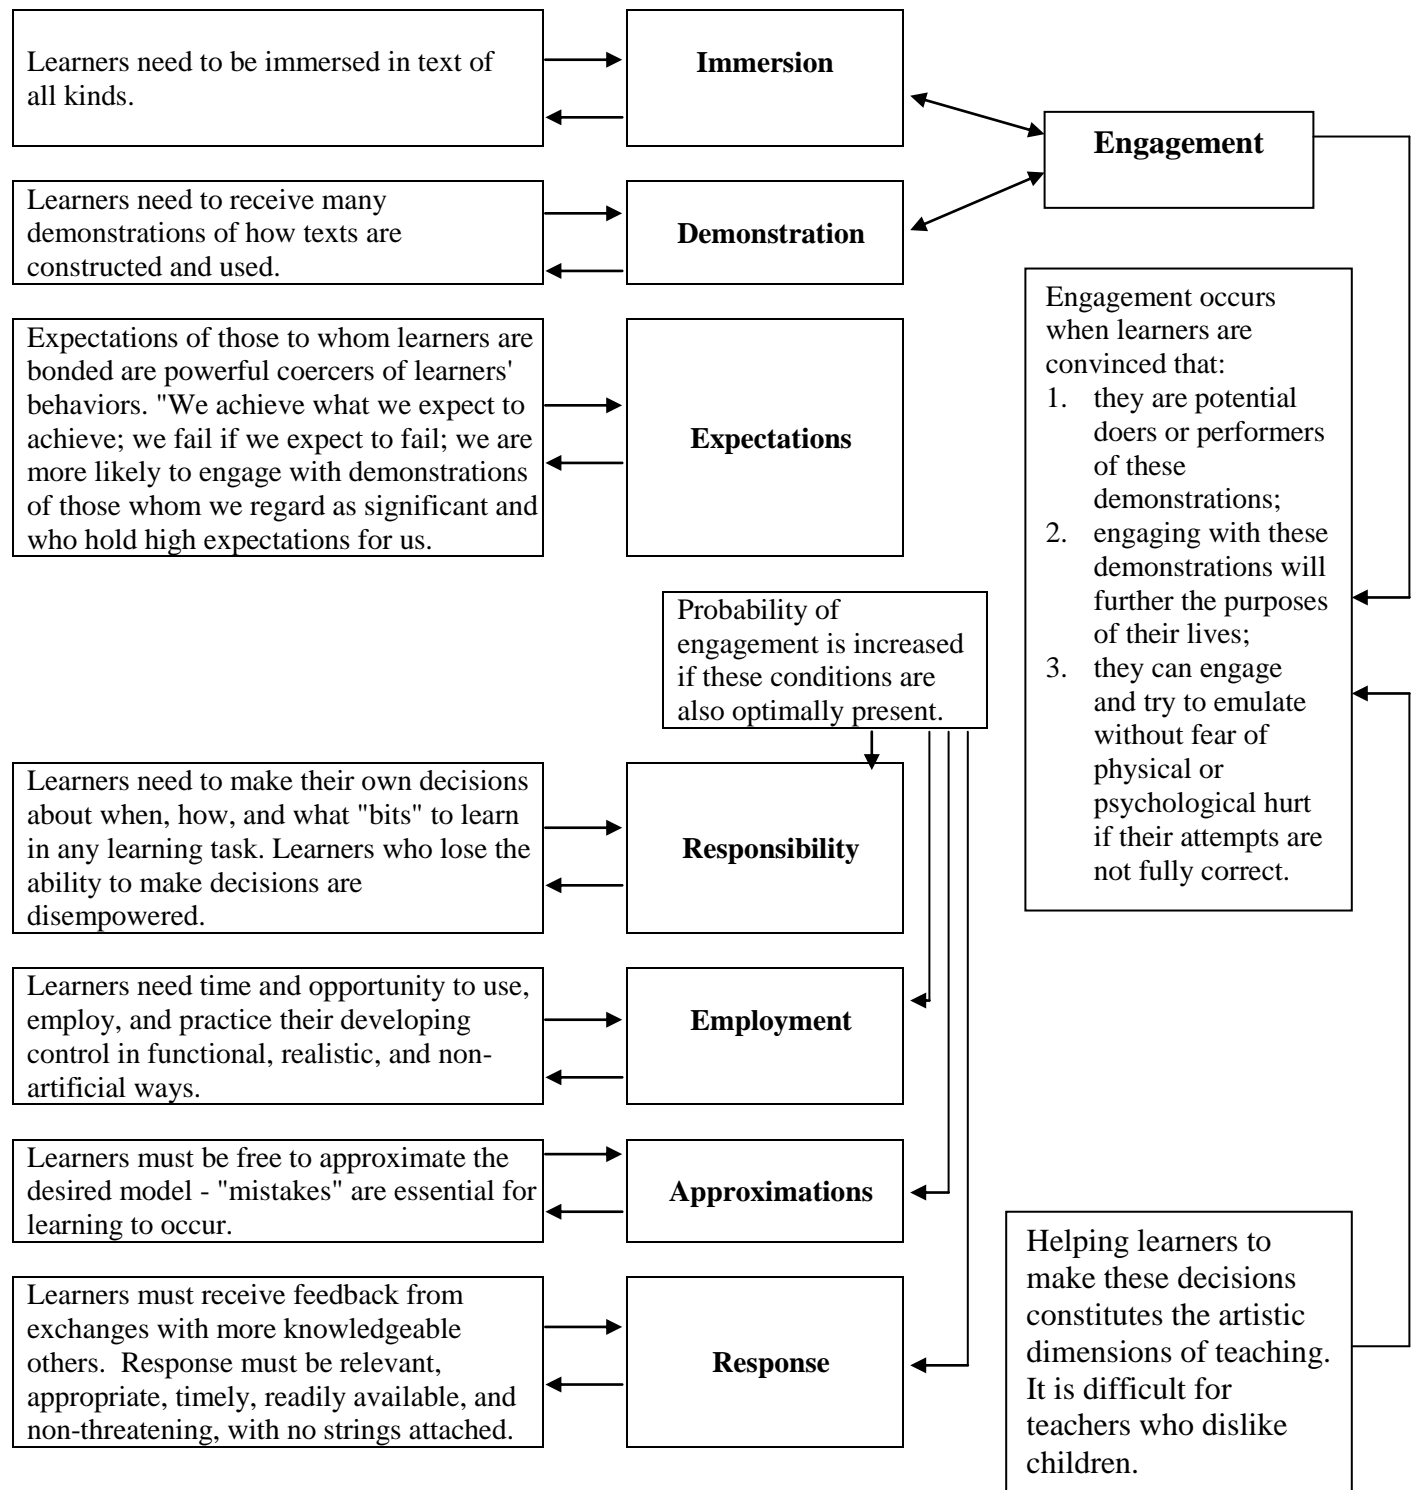 Learners need to be immersed in text of
all kinds.
Immersion
Engagement
Learners need to receive many
demonstrations of how texts are
constructed and used.
Demonstration
Expectations of those to whom learners are
bonded are powerful coercers of learners'
behaviors. "We achieve what we expect to
achieve; we fail if we expect to fail; we are
more likely to engage with demonstrations
of those whom we regard as significant and
who hold high expectations for us.
Expectations
Engagement occurs
when learners are
convinced that:
1. they are potential
doers or performers
of these
demonstrations;
2. engaging with these
demonstrations will
further the purposes
of their lives;
3. they can engage
and try to emulate
without fear of
physical or
psychological hurt
if their attempts are
not fully correct.
Probability of
engagement is increased
if these conditions are
also optimally present.
Learners need to make their own decisions
about when, how, and what "bits" to learn
in any learning task. Learners who lose the
ability to make decisions are
disempowered.
Responsibility
Learners need time and opportunity to use,
employ, and practice their developing
control in functional, realistic, and non-
artificial ways.
Employment
Learners must be free to approximate the
desired model - "mistakes" are essential for
learning to occur.
Approximations
Learners must receive feedback from
exchanges with more knowledgeable
others.  Response must be relevant,
appropriate, timely, readily available, and
non-threatening, with no strings attached.
Response
Helping learners to
make these decisions
constitutes the artistic
dimensions of teaching.
It is difficult for
teachers who dislike
children.